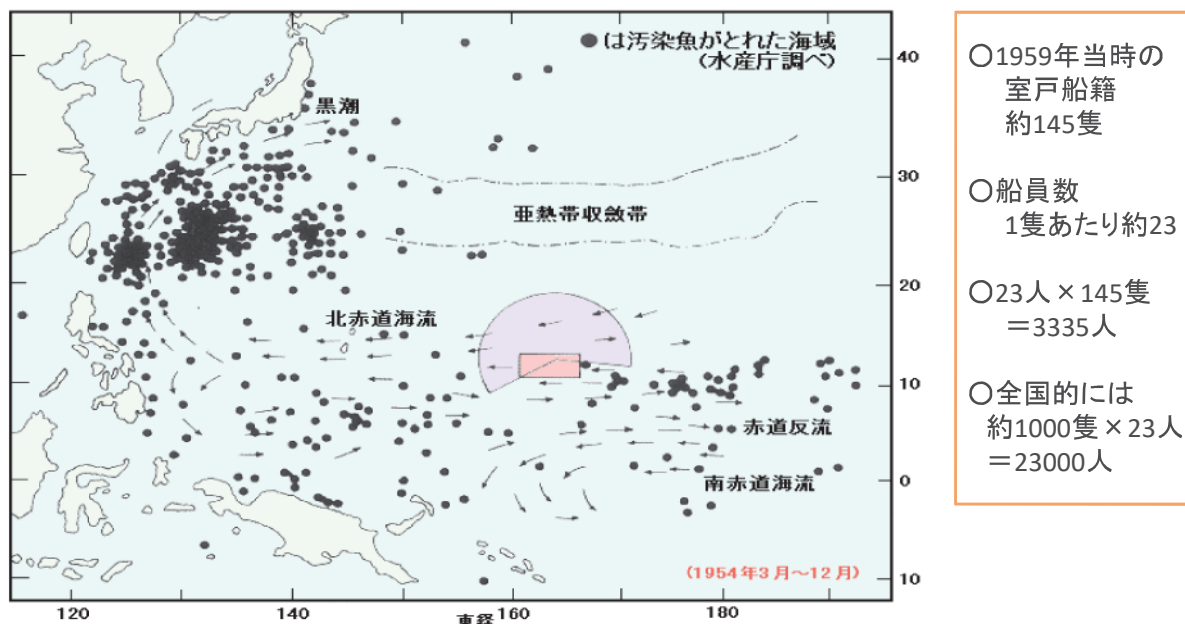 ●は汚染魚がとれた海域
(水産庁調べ)
黒潮
亜熱帯収斂帯
北赤道海流
赤道反流
南赤道海流
(1954年3月～12月)
40
30
20
10
0
10
120
140
160
180
東経
〇1959年当時の
室戸船籍
約145隻
〇船員数
1隻あたり約23
〇23人×145隻
＝3335人
〇全国的には
約1000隻×23人
＝23000人